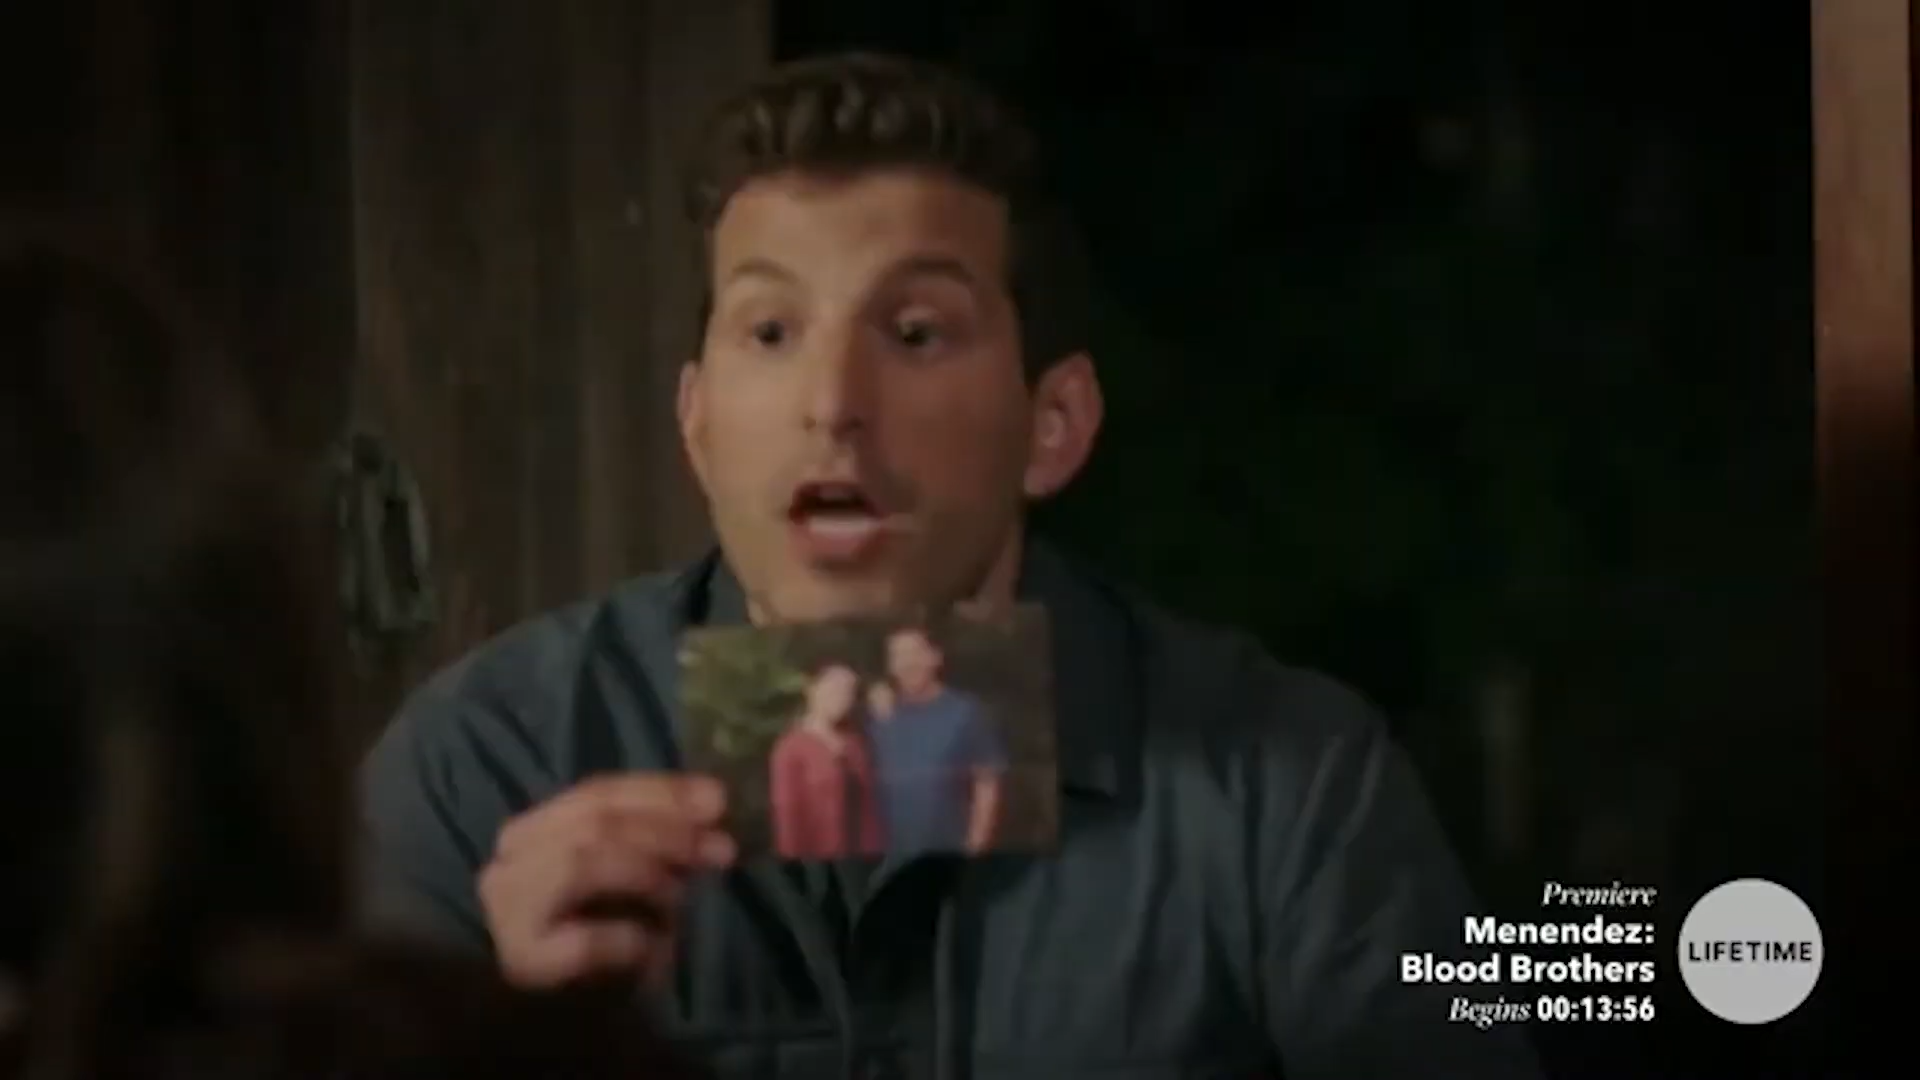 Premiere
Menendez:
Blood Brothers
Begins 00:13:56
LIFETIME